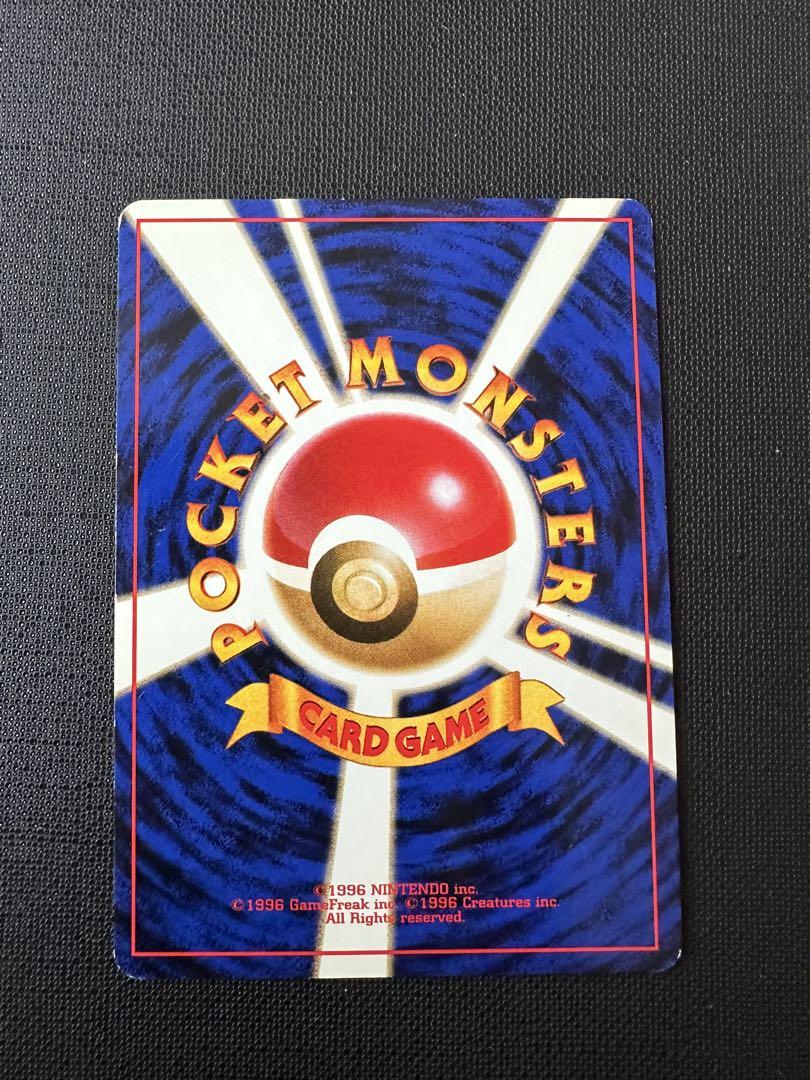 POCKET MONSTERS
CARD GAME
©1996 NINTENDO inc.
©1996 GameFreak inc. ©1996 Creatures inc.
All Rights reserved.